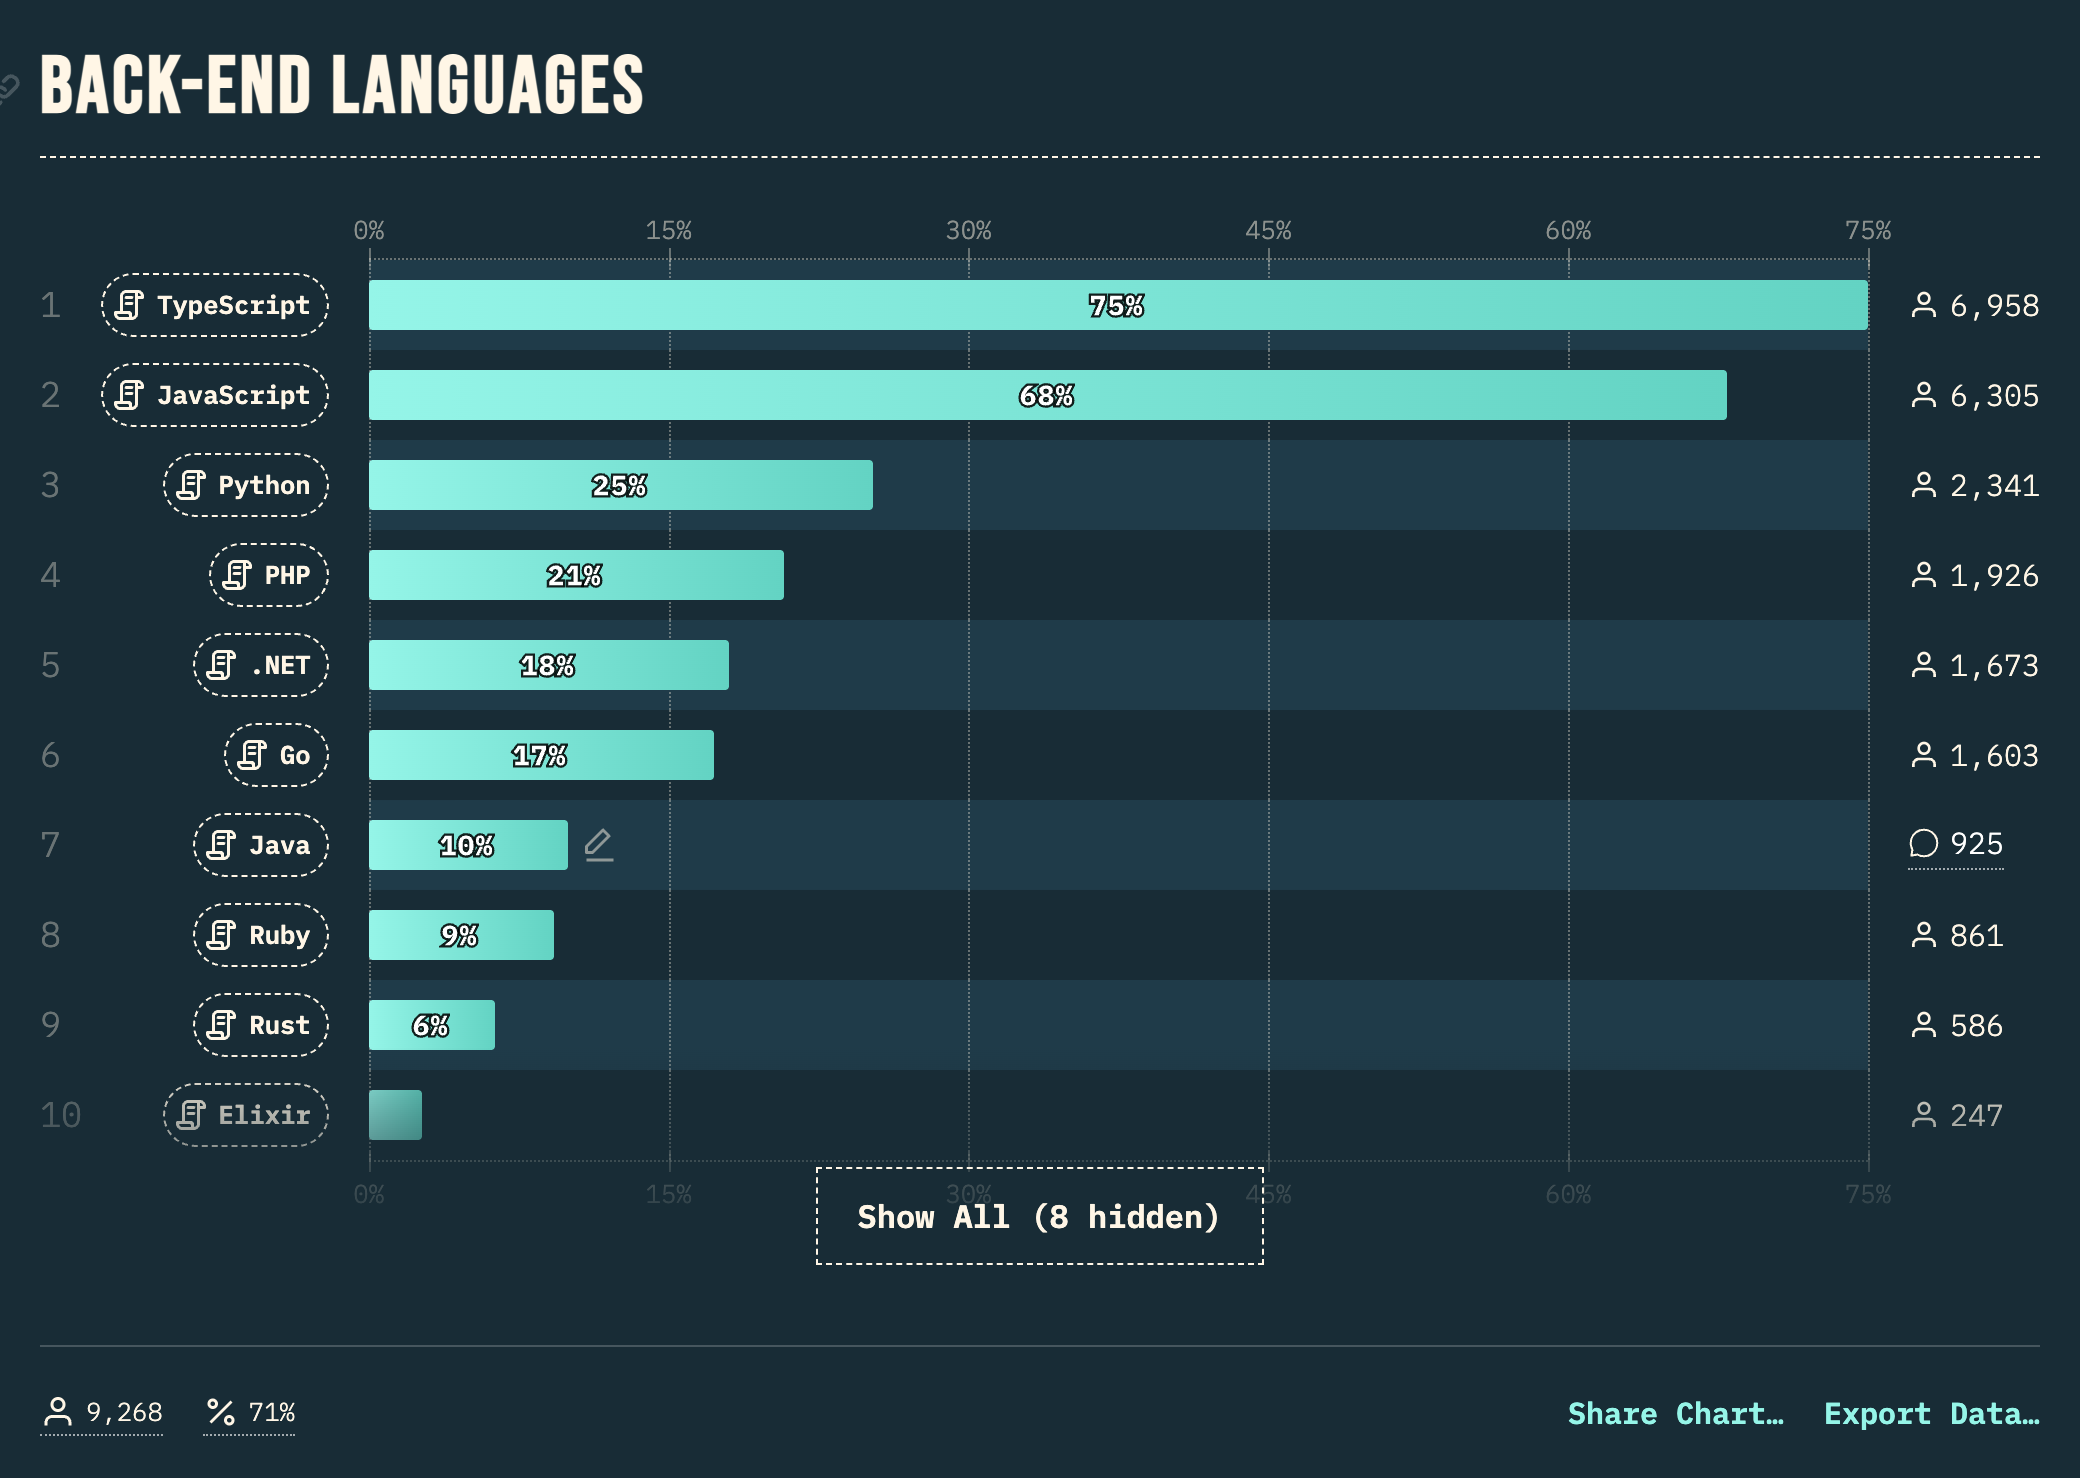 BACK-END LANGUAGES
0% 15% 30% 45% 60% 75%
1 TypeScript 75% 6,958
2 JavaScript 68% 6,305
3 Python 25% 2,341
4 PHP 21% 1,926
5 .NET 18% 1,673
6 Go 17% 1,603
7 Java 10% 925
8 Ruby 9% 861
9 Rust 6% 586
10 Elixir 247
0% 15% 30% 45% 60% 75%
Show All (8 hidden)
9,268 71% Share Chart… Export Data…